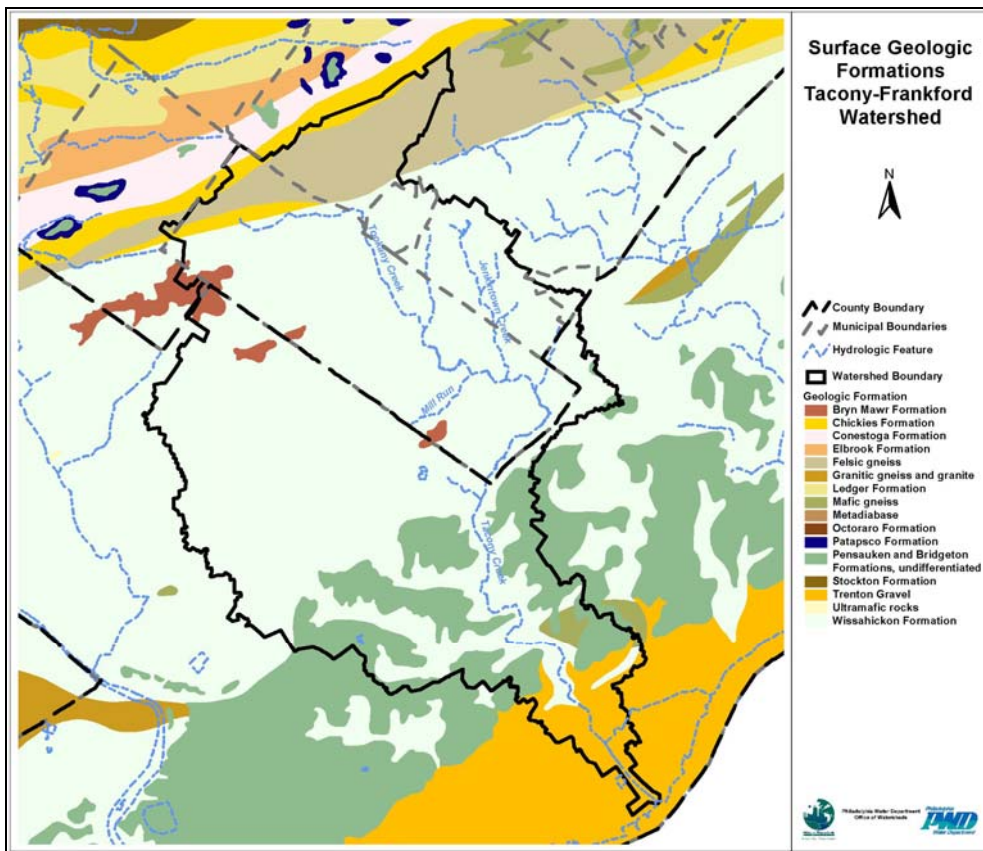 Surface Geologic
Formations
Tacony-Frankford
Watershed
N
County Boundary
Municipal Boundaries
Hydrologic Feature
Watershed Boundary
Geologic Formation
Bryn Mawr Formation
Chickies Formation
Conestoga Formation
Elbrook Formation
Felsic gneiss
Granitic gneiss and granite
Ledger Formation
Mafic gneiss
Metadiabase
Octoraro Formation
Patapsco Formation
Pensauken and Bridgeton
Formations, undifferentiated
Stockton Formation
Trenton Gravel
Ultramafic rocks
Wissahickon Formation
Tookany Creek
Jenkintown Creek
Mill Run
Tacony Creek
Philadelphia Water Department
Office of Watersheds
PWD